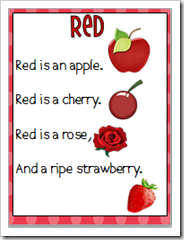 RED
Red is an apple.
Red is a cherry.
Red is a rose,
And a ripe strawberry.